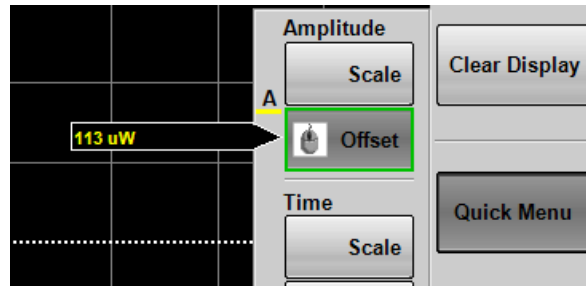 Amplitude
Scale
Clear Display
A
113 uW
Offset
Time
Quick Menu
Scale